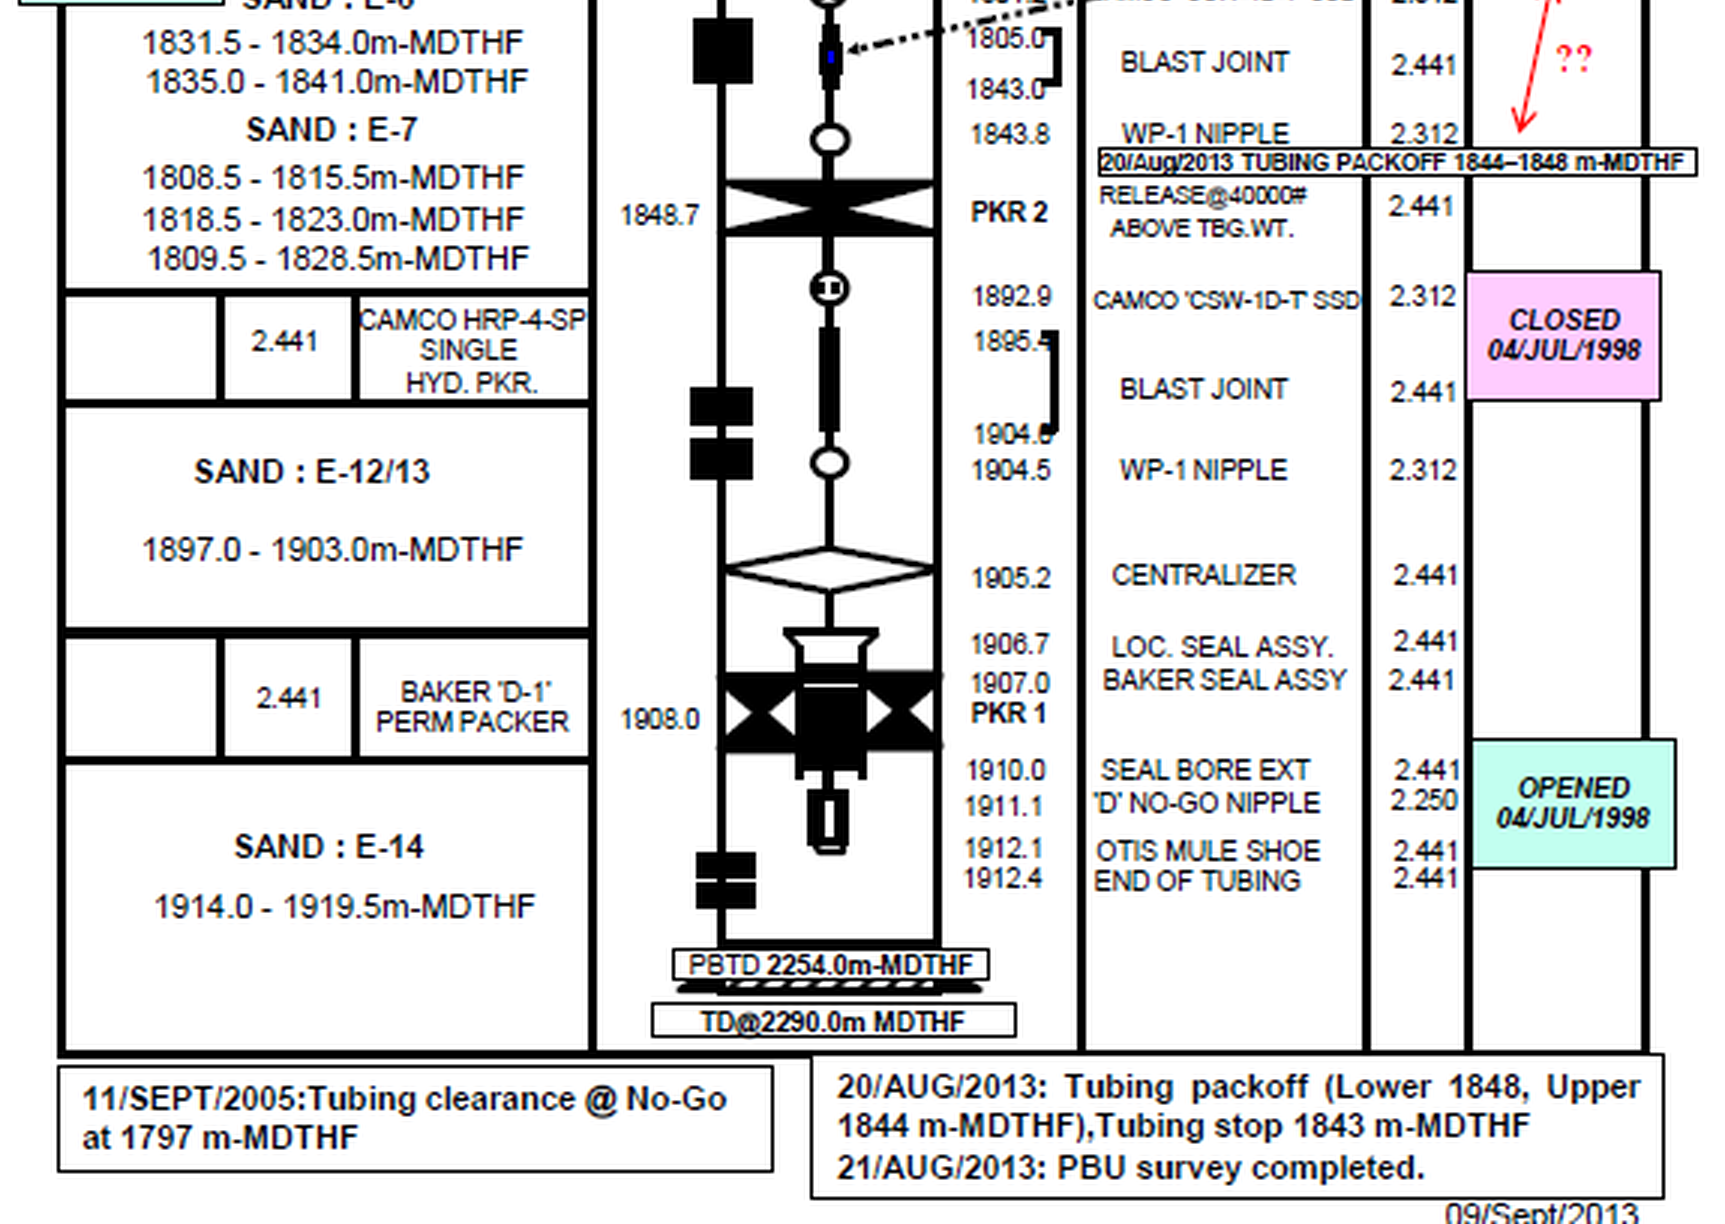 SAND : E-6
1831.5 - 1834.0m-MDTHF
1835.0 - 1841.0m-MDTHF
SAND : E-7
1808.5 - 1815.5m-MDTHF
1818.5 - 1823.0m-MDTHF
1809.5 - 1828.5m-MDTHF
2.441
CAMCO HRP-4-SP
SINGLE
HYD. PKR.
SAND : E-12/13
1897.0 - 1903.0m-MDTHF
2.441
BAKER 'D-1'
PERM PACKER
SAND : E-14
1914.0 - 1919.5m-MDTHF
1848.7
1908.0
PBTD 2254.0m-MDTHF
TD@2290.0m MDTHF
1805.0
BLAST JOINT 2.441
1843.0
??
1843.8 WP-1 NIPPLE 2.312
20/Aug/2013 TUBING PACKOFF 1844–1848 m-MDTHF
PKR 2 RELEASE@40000# 2.441
ABOVE TBG.WT.
1892.9 CAMCO 'CSW-1D-T' SSD 2.312
CLOSED
04/JUL/1998
1895.4
BLAST JOINT 2.441
1904.
1904.5 WP-1 NIPPLE 2.312
1905.2 CENTRALIZER 2.441
1906.7 LOC. SEAL ASSY. 2.441
1907.0 BAKER SEAL ASSY 2.441
PKR 1
1910.0 SEAL BORE EXT 2.441
1911.1 'D' NO-GO NIPPLE 2.250
OPENED
04/JUL/1998
1912.1 OTIS MULE SHOE 2.441
1912.4 END OF TUBING 2.441
11/SEPT/2005:Tubing clearance @ No-Go
at 1797 m-MDTHF
20/AUG/2013: Tubing packoff (Lower 1848, Upper
1844 m-MDTHF),Tubing stop 1843 m-MDTHF
21/AUG/2013: PBU survey completed.
09/Sept/2013